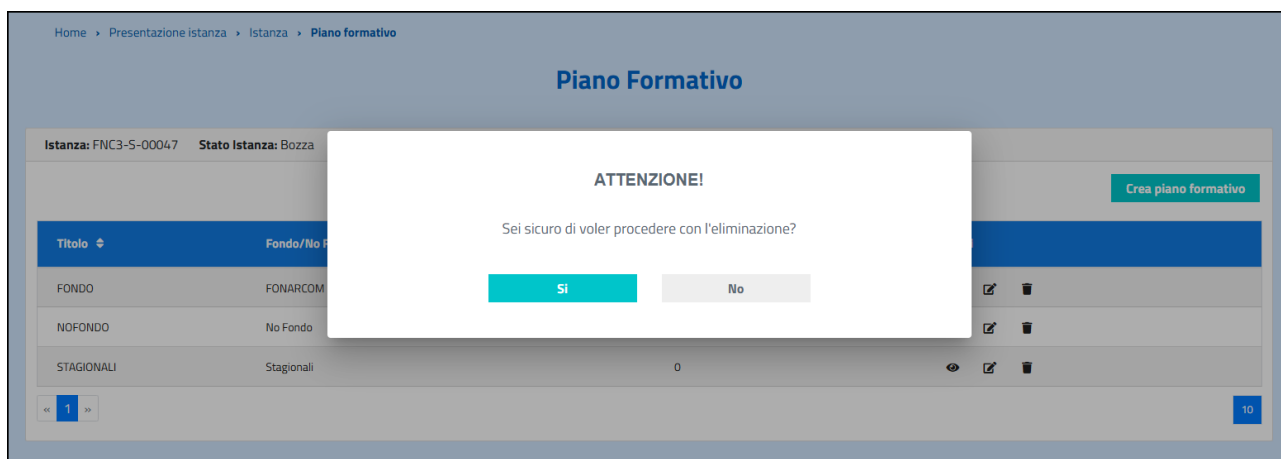 Home › Presentazione istanza › Istanza › Piano formativo
Piano Formativo
Istanza: FNC3-S-00047 Stato Istanza: Bozza
ATTENZIONE!
Sei sicuro di voler procedere con l'eliminazione?
Si No
Crea piano formativo
Titolo Fondo/No
FONDO FONARCOM
NOFONDO No Fondo
STAGIONALI Stagionali 0
« 1 »
10